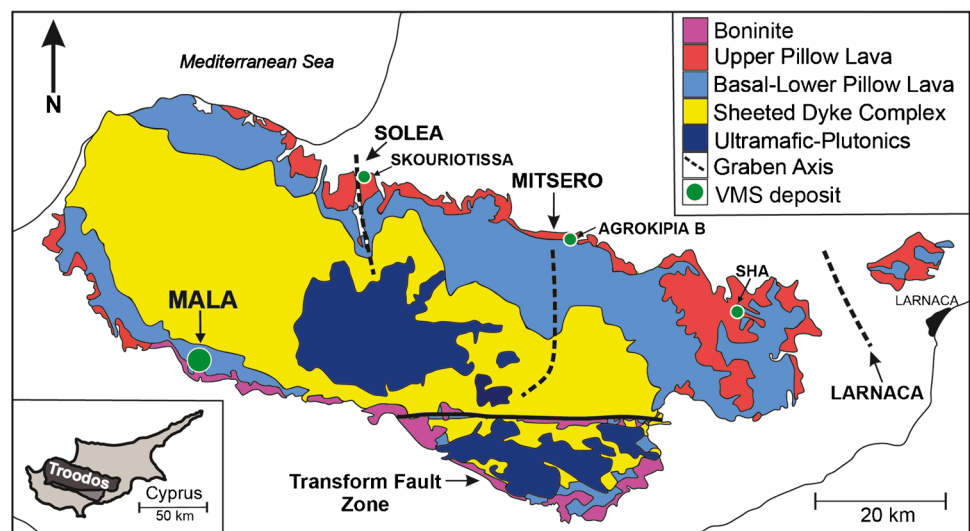 N
Mediterranean Sea
Boninite
Upper Pillow Lava
Basal-Lower Pillow Lava
Sheeted Dyke Complex
Ultramafic-Plutonics
Graben Axis
VMS deposit
SOLEA
SKOURIOTISSA
MITSERO
AGROKIPIA B
SHA
LARNACA
MALA
LARNACA
Transform Fault
Zone
Troodos
Cyprus
50 km
20 km